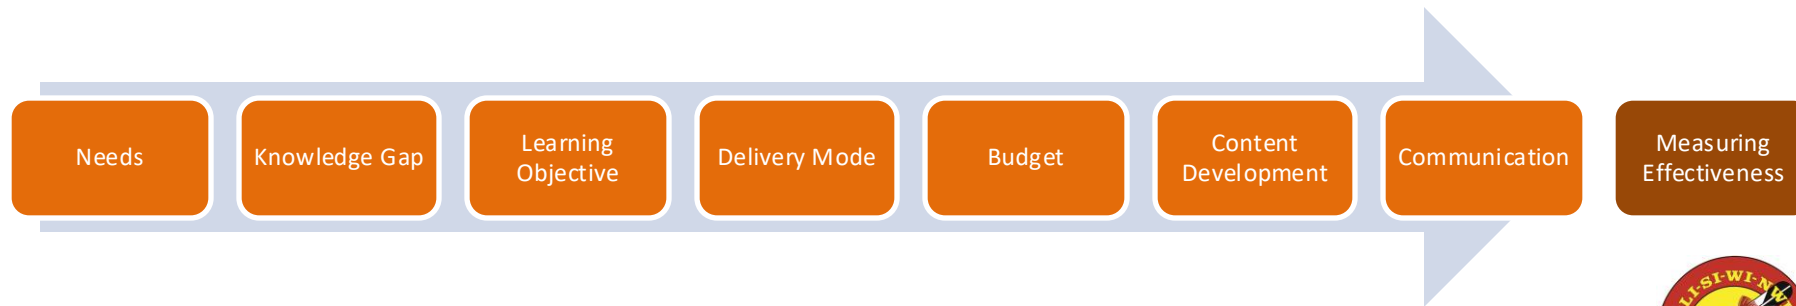 Needs
Knowledge Gap
Learning
Objective
Delivery Mode
Budget
Content
Development
Communication
Measuring
Effectiveness